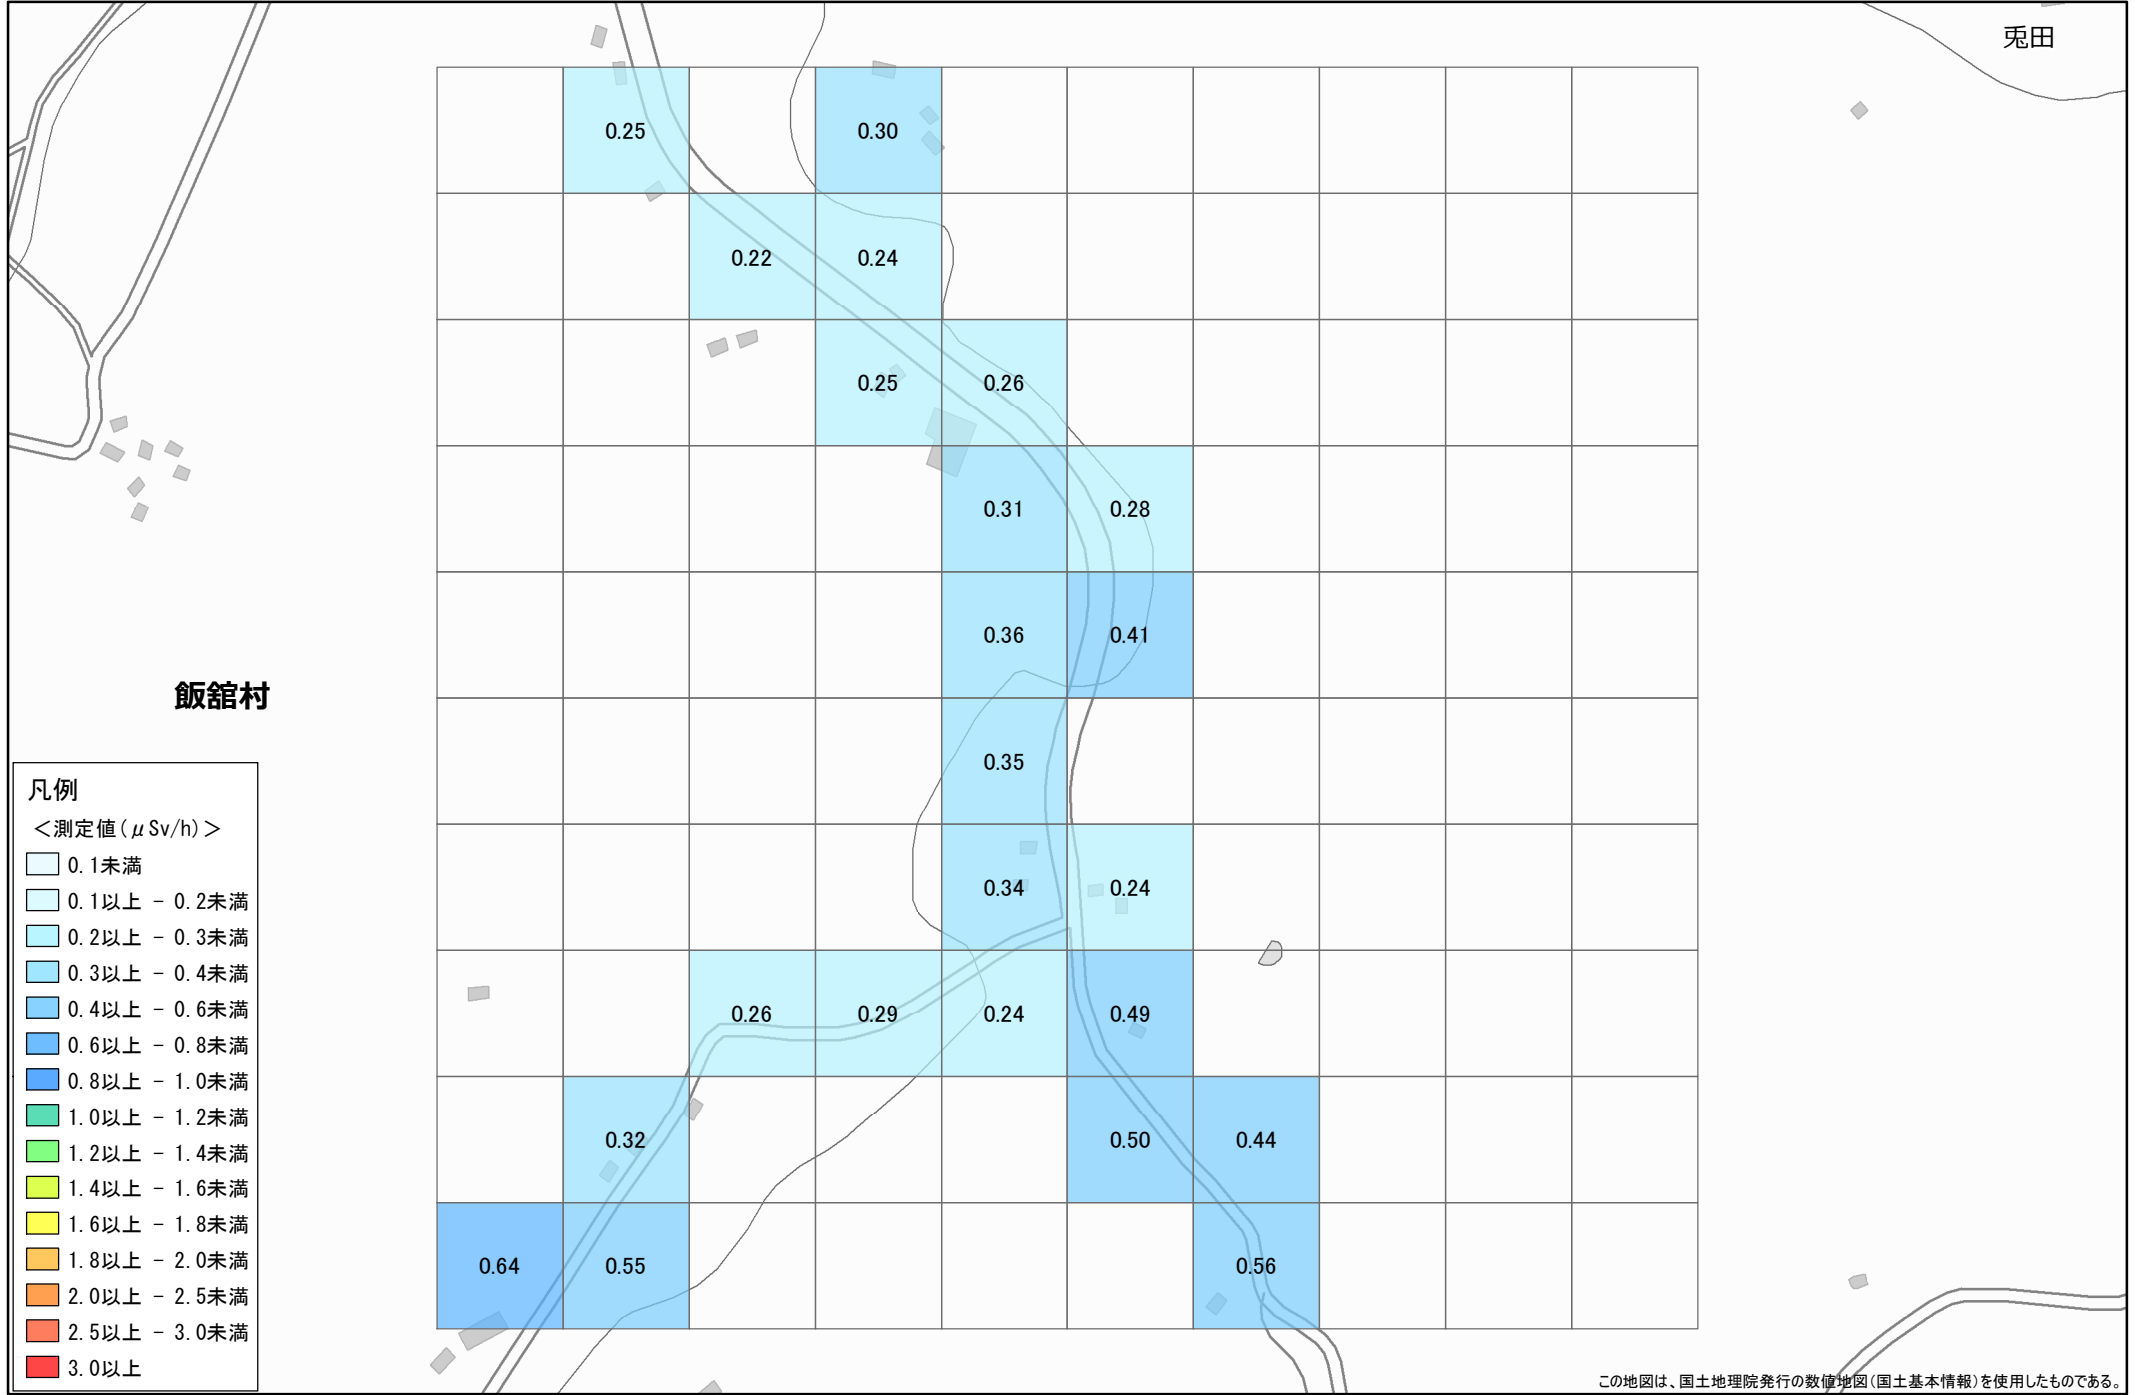 兎田
0.25 0.30
0.22 0.24
0.25 0.26
0.31 0.28
0.36 0.41
飯舘村
0.35
0.34 0.24
0.26 0.29 0.24 0.49
0.32 0.50 0.44
0.64 0.55 0.56
凡例
＜測定値(μSv/h)＞
0.1未満
0.1以上 - 0.2未満
0.2以上 - 0.3未満
0.3以上 - 0.4未満
0.4以上 - 0.6未満
0.6以上 - 0.8未満
0.8以上 - 1.0未満
1.0以上 - 1.2未満
1.2以上 - 1.4未満
1.4以上 - 1.6未満
1.6以上 - 1.8未満
1.8以上 - 2.0未満
2.0以上 - 2.5未満
2.5以上 - 3.0未満
3.0以上
この地図は、国土地理院発行の数値地図(国土基本情報)を使用したものである。